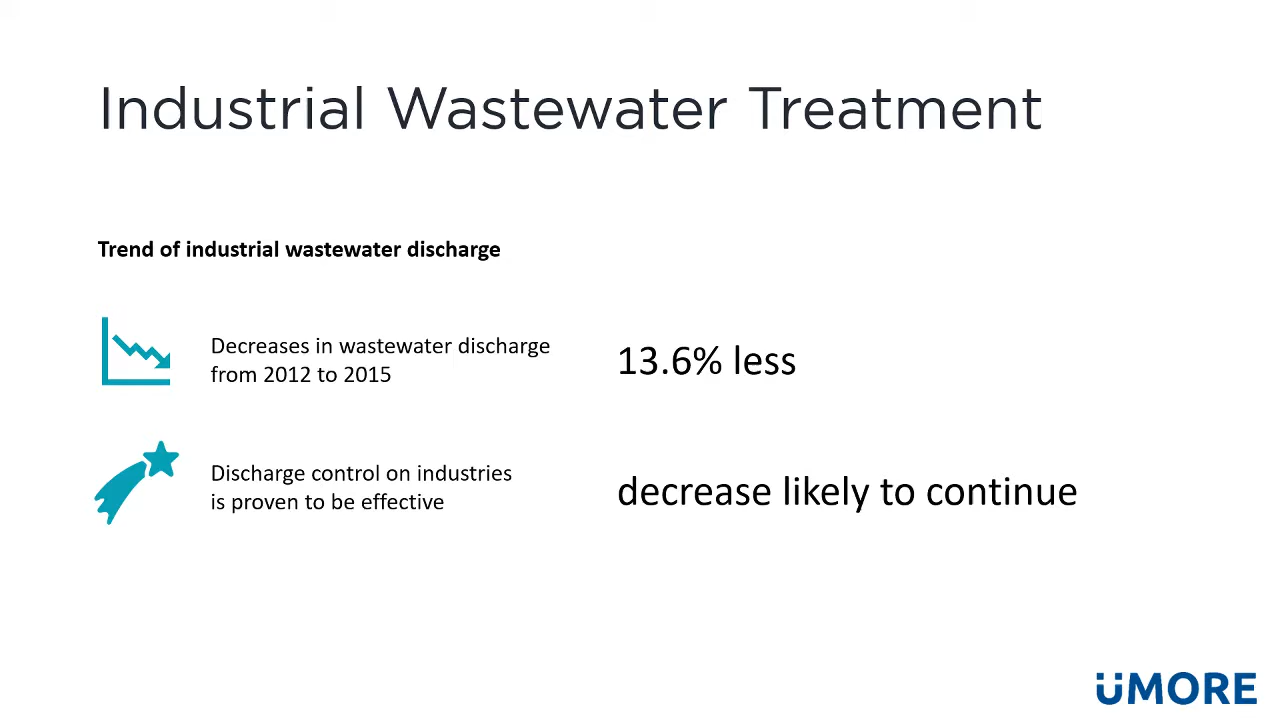 Industrial Wastewater Treatment
Trend of industrial wastewater discharge
Decreases in wastewater discharge
from 2012 to 2015
13.6% less
Discharge control on industries
is proven to be effective
decrease likely to continue
ÜMORE